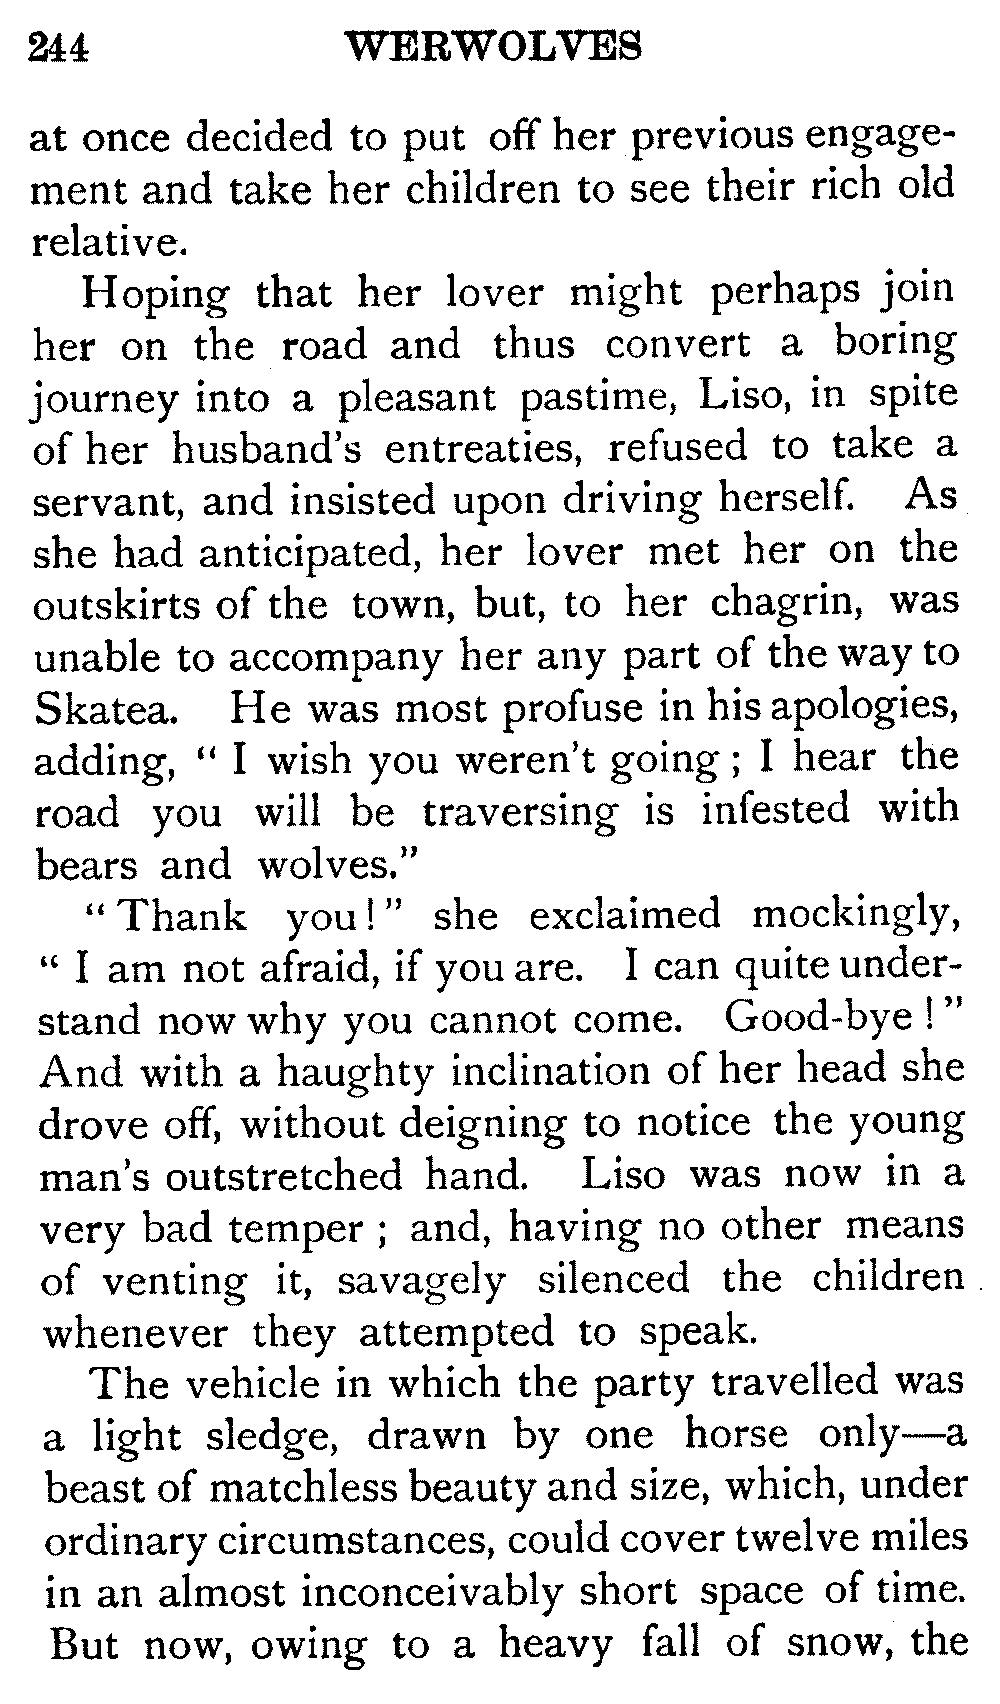 244 WERWOLVES
at once decided to put off her previous engage-
ment and take her children to see their rich old
relative.
Hoping that her lover might perhaps join
her on the road and thus convert a boring
journey into a pleasant pastime, Liso, in spite
of her husband's entreaties, refused to take a
servant, and insisted upon driving herself. As
she had anticipated, her lover met her on the
outskirts of the town, but, to her chagrin, was
unable to accompany her any part of the way to
Skatea. He was most profuse in his apologies,
adding, "I wish you weren't going; I hear the
road you will be traversing is infested with
bears and wolves."
"Thank you!" she exclaimed mockingly,
"I am not afraid, if you are. I can quite under-
stand now why you cannot come. Good-bye!"
And with a haughty inclination of her head she
drove off, without deigning to notice the young
man's outstretched hand. Liso was now in a
very bad temper; and, having no other means
of venting it, savagely silenced the children
whenever they attempted to speak.
The vehicle in which the party travelled was
a light sledge, drawn by one horse only—a
beast of matchless beauty and size, which, under
ordinary circumstances, could cover twelve miles
in an almost inconceivably short space of time.
But now, owing to a heavy fall of snow, the